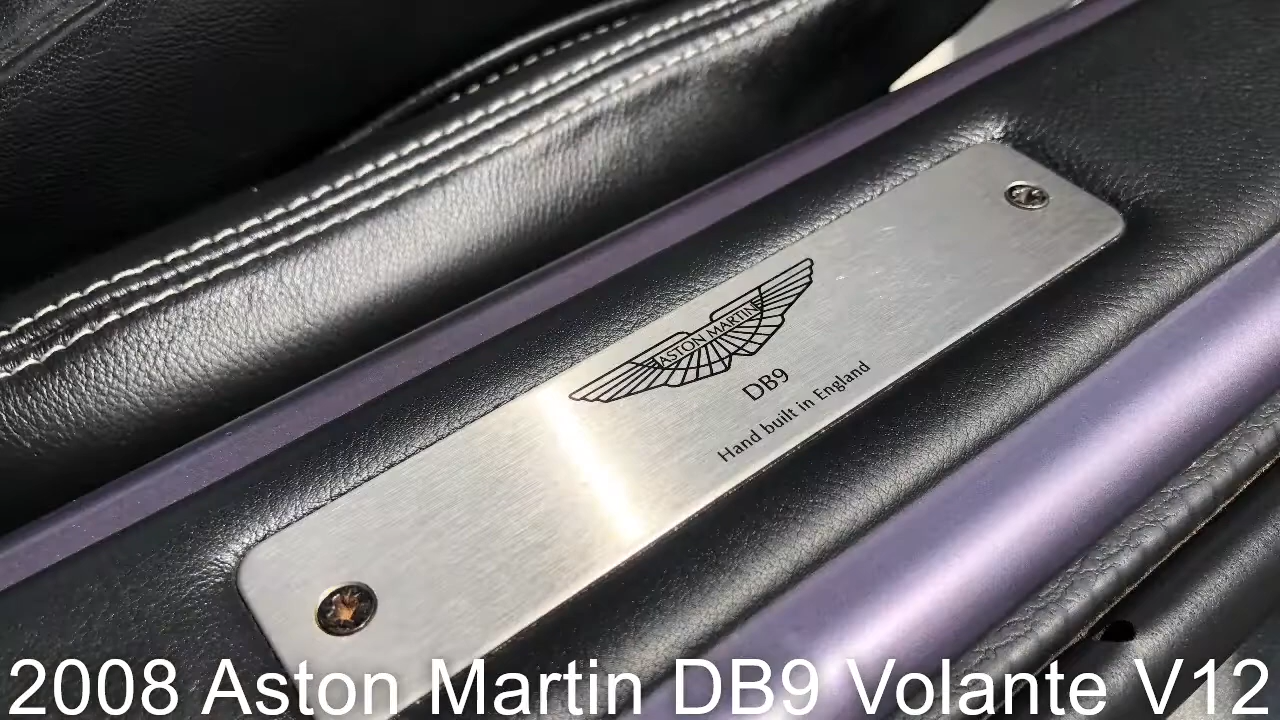 ASTON MARTIN
DB9
Hand built in England
2008 Aston Martin DB9 Volante V12